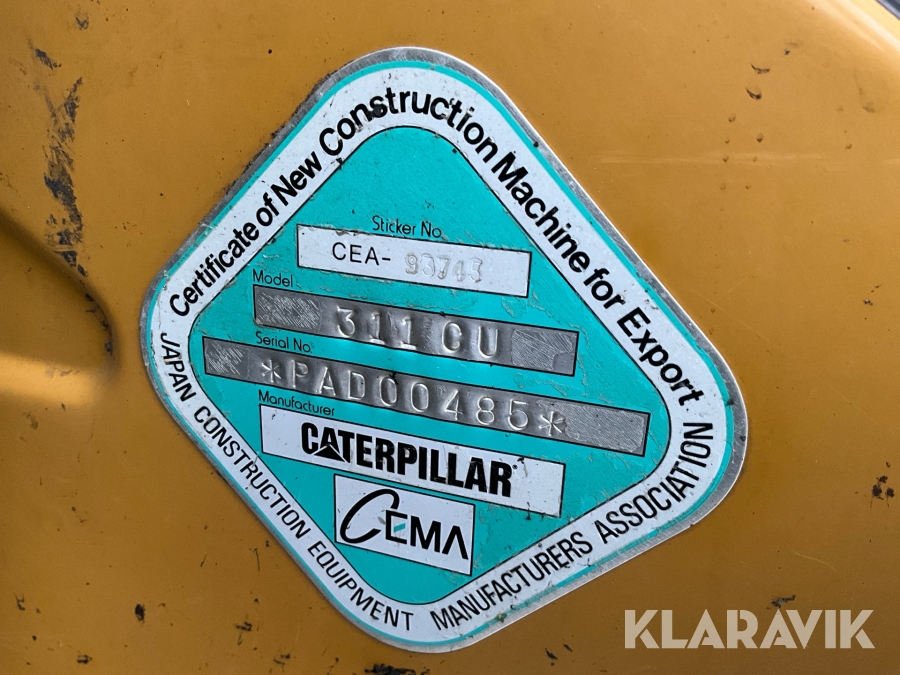 Certificate of New Construction Machine for Export
Sticker No.
CEA- 93743
Model
311CU
Serial No.
*PAD00485*
Manufacturer
CATERPILLAR
CEMA
JAPAN CONSTRUCTION EQUIPMENT MANUFACTURERS ASSOCIATION
KLARAVIK